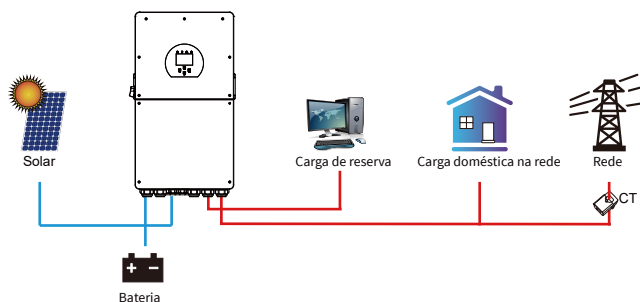 Solar
Carga de reserva
Carga doméstica na rede
Rede
CT
Bateria